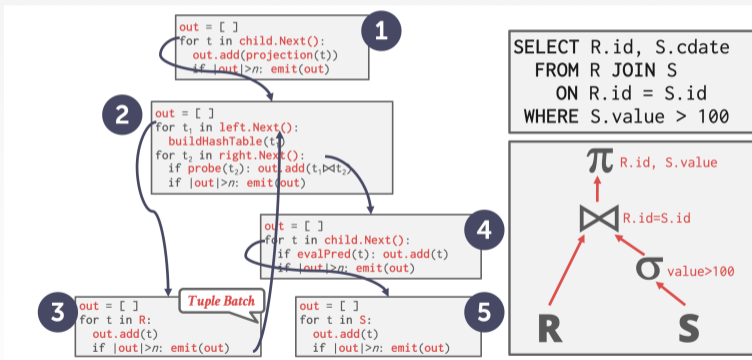 1
out = [ ]
for t in child.Next():
out.add(projection(t))
if |out|>n: emit(out)
2
out = [ ]
for t₁ in left.Next():
buildHashTable(t₁)
for t₂ in right.Next():
if probe(t₂): out.add(t₁⋈t₂)
if |out|>n: emit(out)
4
out = [ ]
for t in child.Next():
if evalPred(t): out.add(t)
if |out|>n: emit(out)
3
out = [ ]
for t in R:
out.add(t)
if |out|>n: emit(out)
Tuple Batch
5
out = [ ]
for t in S:
out.add(t)
if |out|>n: emit(out)
SELECT R.id, S.cdate
FROM R JOIN S
ON R.id = S.id
WHERE S.value > 100
π R.id, S.value
⋈ R.id=S.id
σ value>100
R S